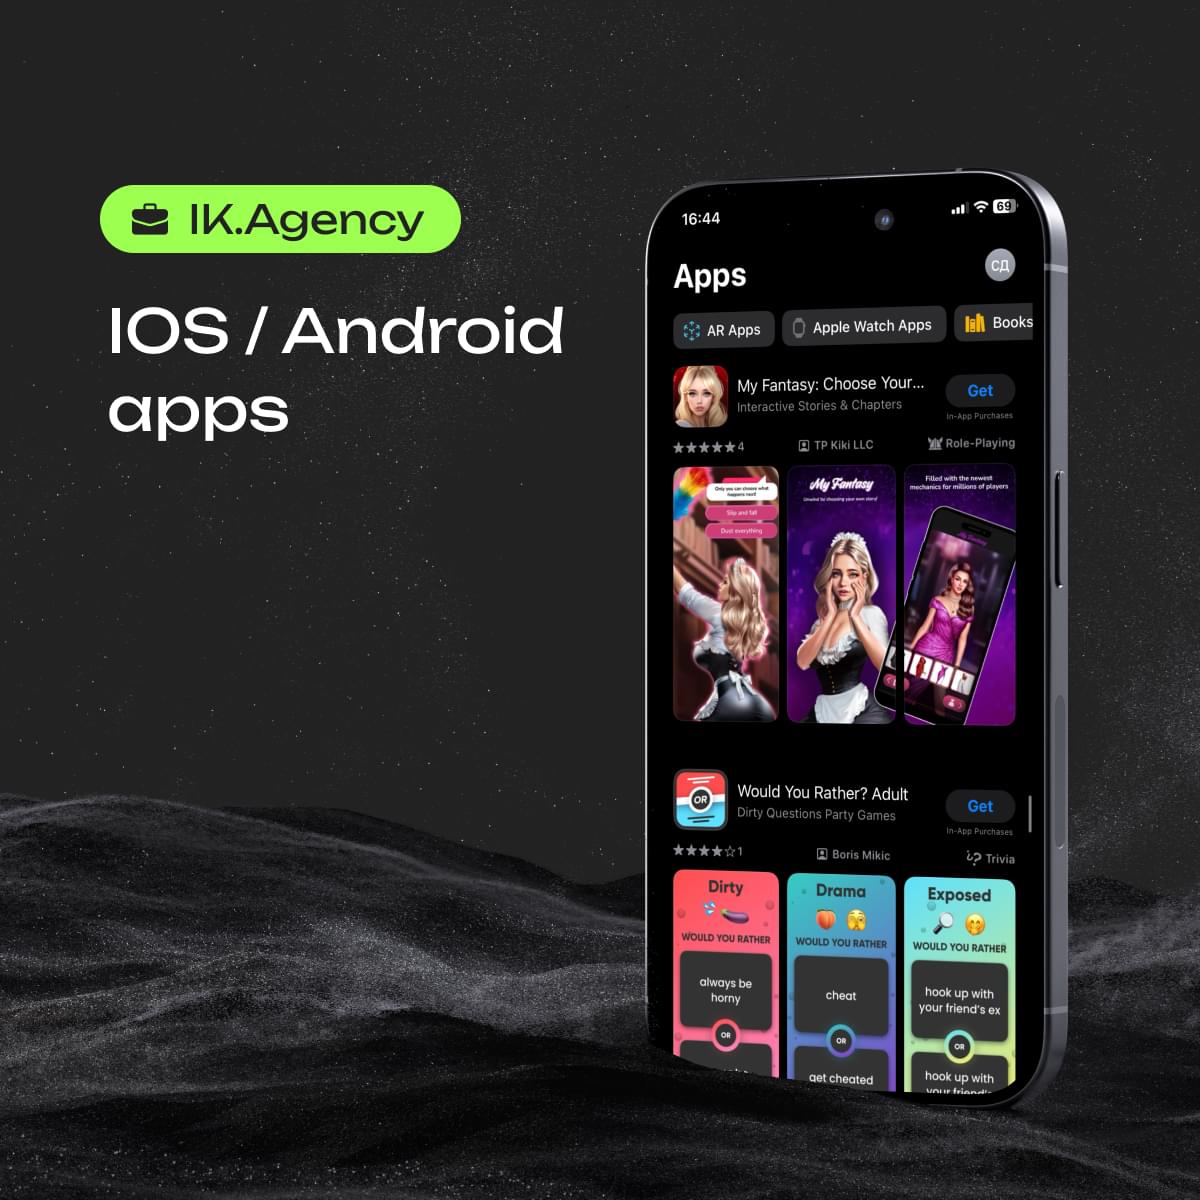 IK.Agency
IOS / Android
apps
16:44
69
Apps
СД
AR Apps
Apple Watch Apps
Books
My Fantasy: Choose Your...
Interactive Stories & Chapters
Get
In-App Purchases
★★★★★4
TP Kiki LLC
Role-Playing
Only you can choose what
happens next!
Slip and fall
Dust everything
My Fantasy
Unwind by choosing your own story!
Filled with the newest
mechanics for millions of players
Would You Rather? Adult
Dirty Questions Party Games
OR
Get
In-App Purchases
★★★★☆1
Boris Mikic
Trivia
Dirty
WOULD YOU RATHER
always be
horny
OR
Drama
WOULD YOU RATHER
cheat
OR
get cheated
Exposed
WOULD YOU RATHER
hook up with
your friend's ex
OR
hook up with
your friend's